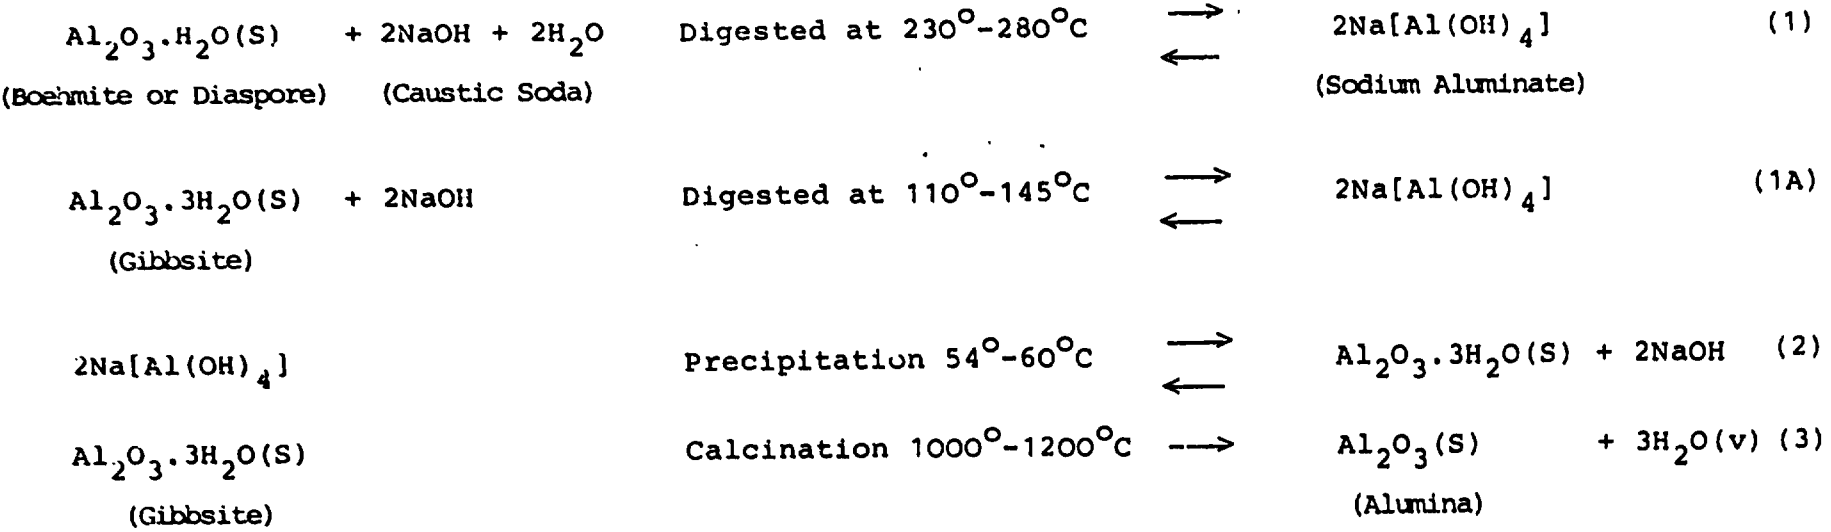 Al2O3.H2O(S) + 2NaOH + 2H2O Digested at 230°-280°C ⇄ 2Na[Al(OH)4] (1)
(Boehmite or Diaspore) (Caustic Soda) (Sodium Aluminate)
Al2O3.3H2O(S) + 2NaOH Digested at 110°-145°C ⇄ 2Na[Al(OH)4] (1A)
(Gibbsite)
2Na[Al(OH)4] Precipitation 54°-60°C ⇄ Al2O3.3H2O(S) + 2NaOH (2)
Al2O3.3H2O(S) Calcination 1000°-1200°C → Al2O3(S) + 3H2O(v) (3)
(Gibbsite) (Alumina)